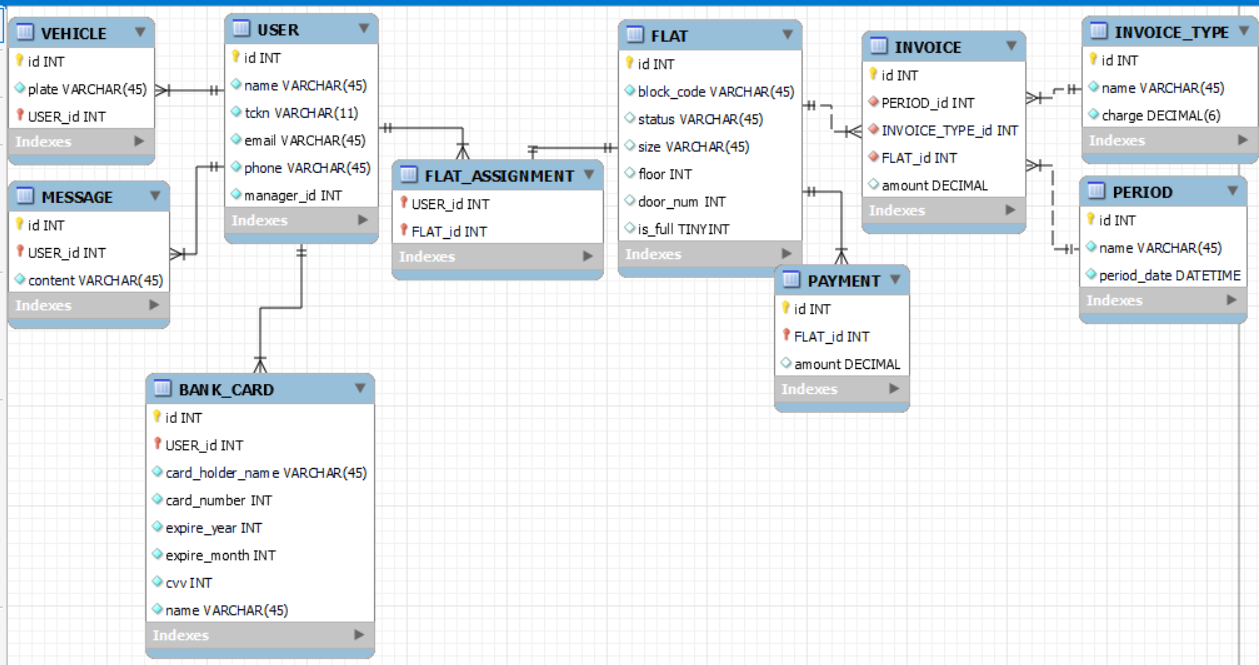 VEHICLE
id INT
plate VARCHAR(45)
USER_id INT
Indexes
USER
id INT
name VARCHAR(45)
tckn VARCHAR(11)
email VARCHAR(45)
phone VARCHAR(45)
manager_id INT
Indexes
MESSAGE
id INT
USER_id INT
content VARCHAR(45)
Indexes
FLAT_ASSIGNMENT
USER_id INT
FLAT_id INT
Indexes
FLAT
id INT
block_code VARCHAR(45)
status VARCHAR(45)
size VARCHAR(45)
floor INT
door_num INT
is_full TINYINT
Indexes
INVOICE
id INT
PERIOD_id INT
INVOICE_TYPE_id INT
FLAT_id INT
amount DECIMAL
Indexes
INVOICE_TYPE
id INT
name VARCHAR(45)
charge DECIMAL(6)
Indexes
PERIOD
id INT
name VARCHAR(45)
period_date DATETIME
Indexes
PAYMENT
id INT
FLAT_id INT
amount DECIMAL
Indexes
BANK_CARD
id INT
USER_id INT
card_holder_name VARCHAR(45)
card_number INT
expire_year INT
expire_month INT
cvv INT
name VARCHAR(45)
Indexes